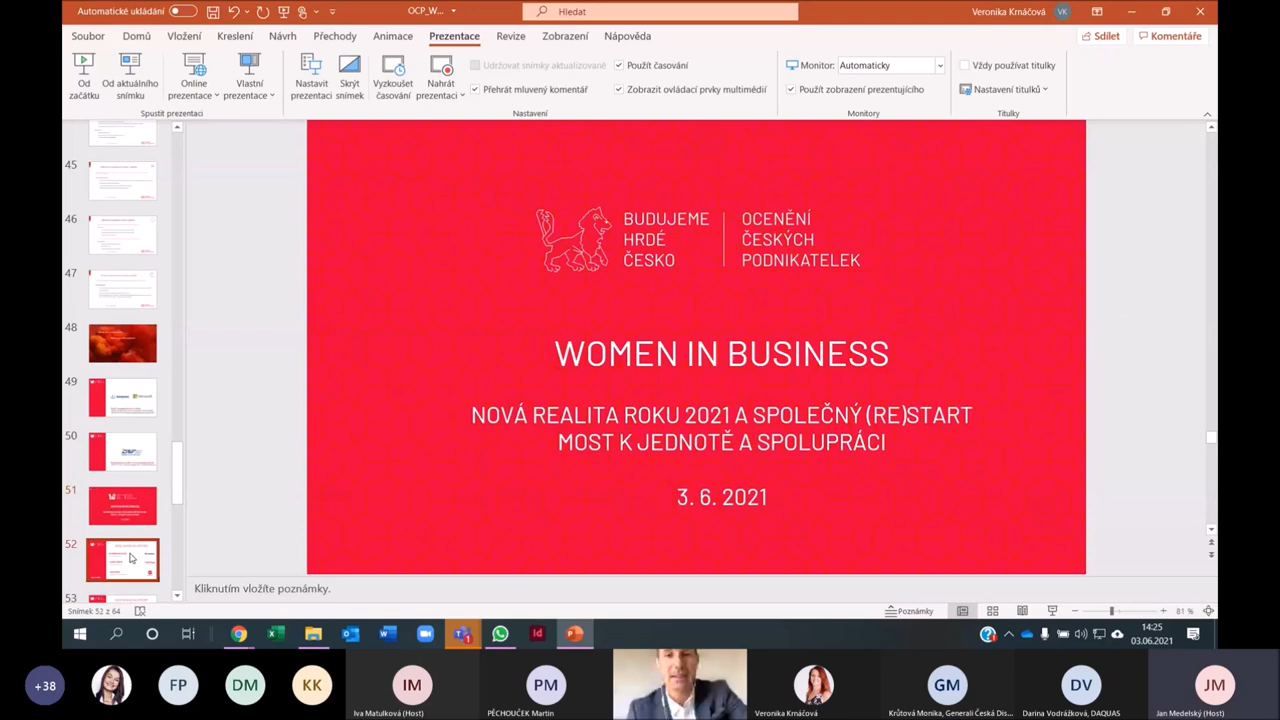 Automatické ukládání
OCP_W...
Hledat
Veronika Krnáčová
VK
Soubor
Domů
Vložení
Kreslení
Návrh
Přechody
Animace
Prezentace
Revize
Zobrazení
Nápověda
Sdílet
Komentáře
Od začátku
Od aktuálního snímku
Online prezentace
Vlastní prezentace
Nastavit prezentaci
Skrýt snímek
Vyzkoušet časování
Nahrát prezentaci
Udržovat snímky aktualizované
Přehrát mluvený komentář
Použít časování
Zobrazit ovládací prvky multimédií
Monitor:
Automaticky
Použít zobrazení prezentujícího
Vždy používat titulky
Nastavení titulků
Spustit prezentaci
Nastavení
Monitory
Titulky
45
46
47
48
49
50
51
52
53
BUDUJEME
HRDÉ
ČESKO
OCENĚNÍ
ČESKÝCH
PODNIKATELEK
WOMEN IN BUSINESS
NOVÁ REALITA ROKU 2021 A SPOLEČNÝ (RE)START
MOST K JEDNOTĚ A SPOLUPRÁCI
3. 6. 2021
Kliknutím vložíte poznámky.
Snímek 52 z 64
Poznámky
81 %
14:25
03.06.2021
+38
FP
DM
KK
IM
Iva Matulková (Host)
PM
PĚCHOUČEK Martin
Veronika Krnáčová
GM
Krůtová Monika, Generali Česká Dis...
DV
Darina Vodrážková, DAQUAS
JM
Jan Medelský (Host)